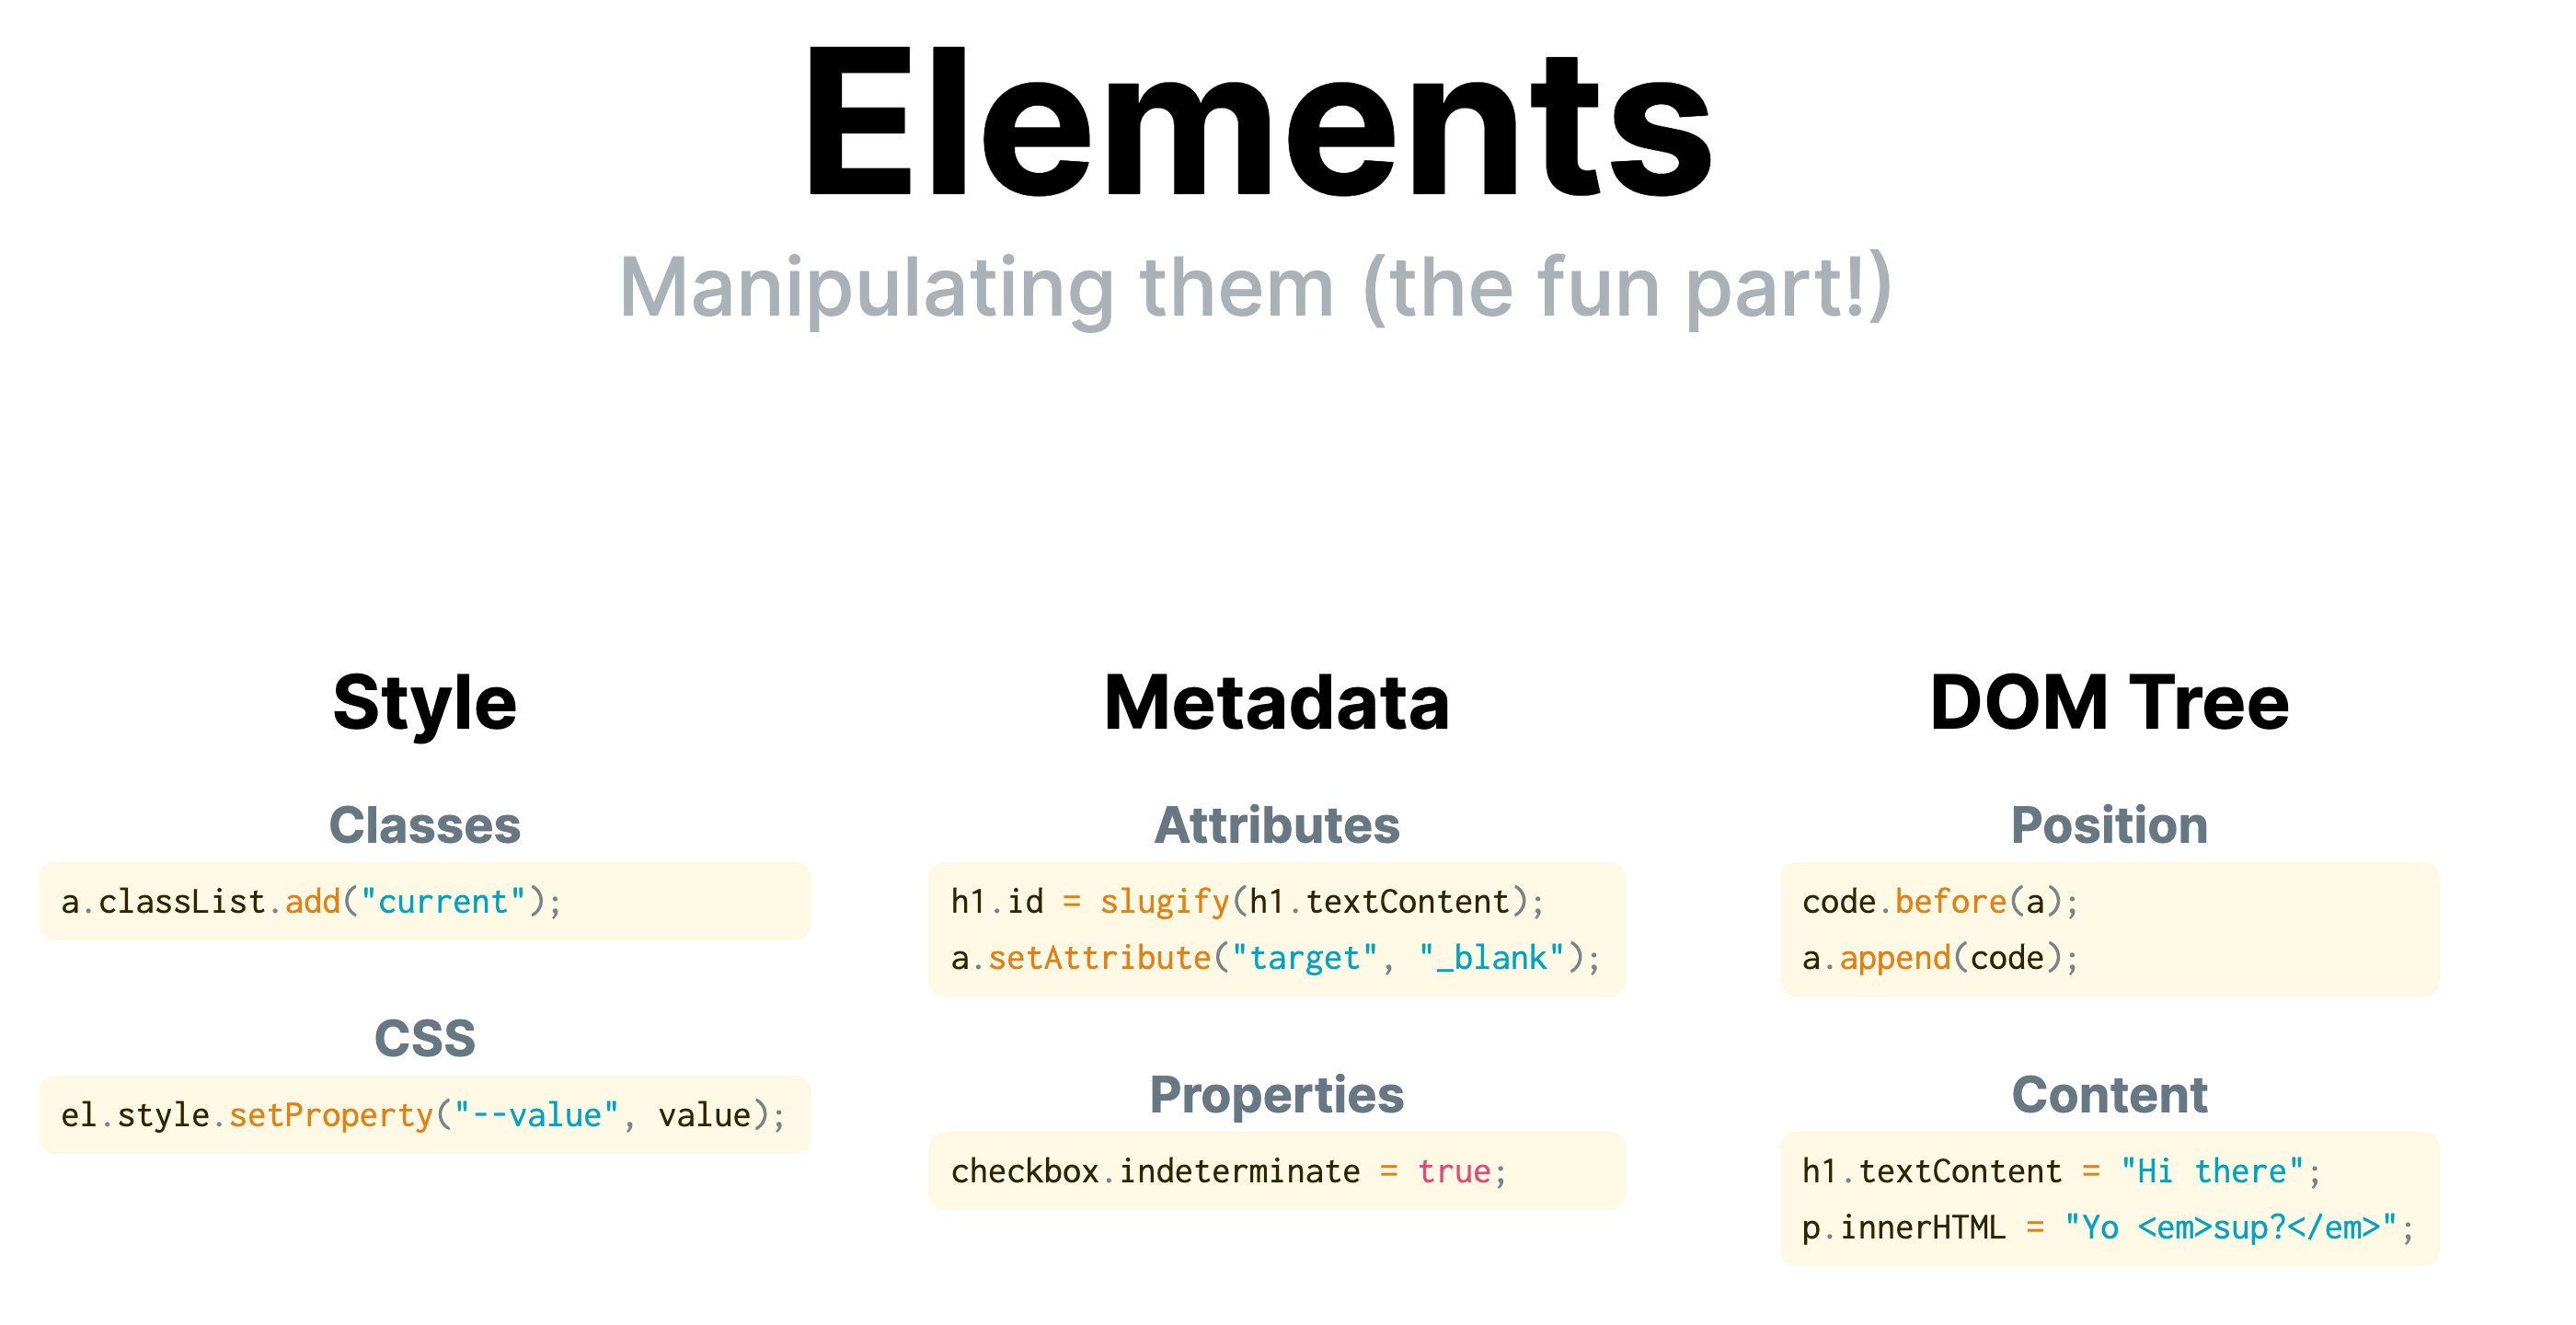 Elements
Manipulating them (the fun part!)
Style
Classes
a.classList.add("current");
CSS
el.style.setProperty("--value", value);
Metadata
Attributes
h1.id = slugify(h1.textContent);
a.setAttribute("target", "_blank");
Properties
checkbox.indeterminate = true;
DOM Tree
Position
code.before(a);
a.append(code);
Content
h1.textContent = "Hi there";
p.innerHTML = "Yo <em>sup?</em>";